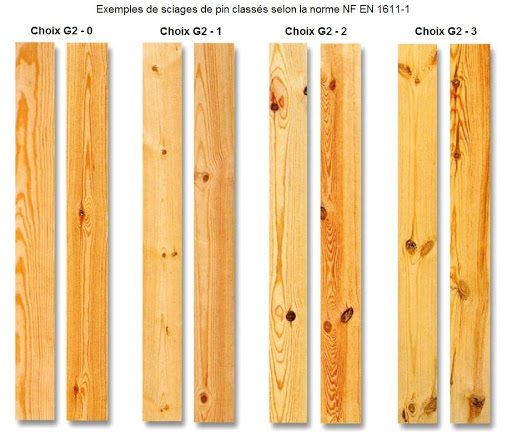 Exemples de sciages de pin classés selon la norme NF EN 1611-1
Choix G2 - 0
Choix G2 - 1
Choix G2 - 2
Choix G2 - 3